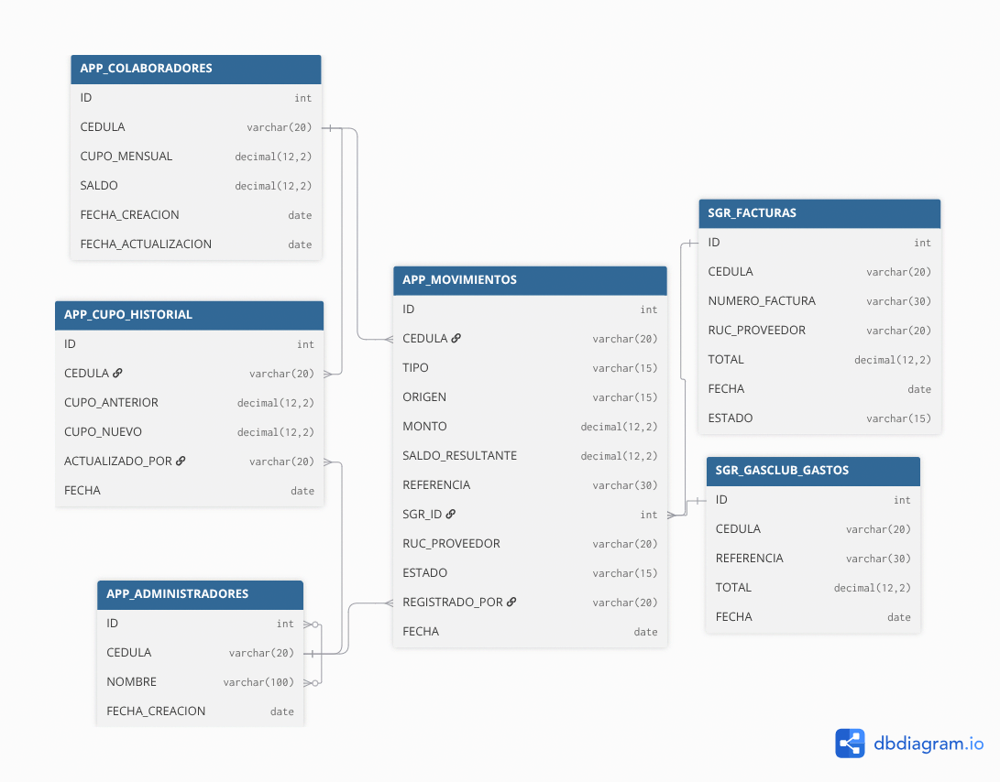 APP_COLABORADORES
ID int
CEDULA varchar(20)
CUPO_MENSUAL decimal(12,2)
SALDO decimal(12,2)
FECHA_CREACION date
FECHA_ACTUALIZACION date
APP_CUPO_HISTORIAL
ID int
CEDULA varchar(20)
CUPO_ANTERIOR decimal(12,2)
CUPO_NUEVO decimal(12,2)
ACTUALIZADO_POR varchar(20)
FECHA date
APP_ADMINISTRADORES
ID int
CEDULA varchar(20)
NOMBRE varchar(100)
FECHA_CREACION date
APP_MOVIMIENTOS
ID int
CEDULA varchar(20)
TIPO varchar(15)
ORIGEN varchar(15)
MONTO decimal(12,2)
SALDO_RESULTANTE decimal(12,2)
REFERENCIA varchar(30)
SGR_ID int
RUC_PROVEEDOR varchar(20)
ESTADO varchar(15)
REGISTRADO_POR varchar(20)
FECHA date
SGR_FACTURAS
ID int
CEDULA varchar(20)
NUMERO_FACTURA varchar(30)
RUC_PROVEEDOR varchar(20)
TOTAL decimal(12,2)
FECHA date
ESTADO varchar(15)
SGR_GASCLUB_GASTOS
ID int
CEDULA varchar(20)
REFERENCIA varchar(30)
TOTAL decimal(12,2)
FECHA date
dbdiagram.io